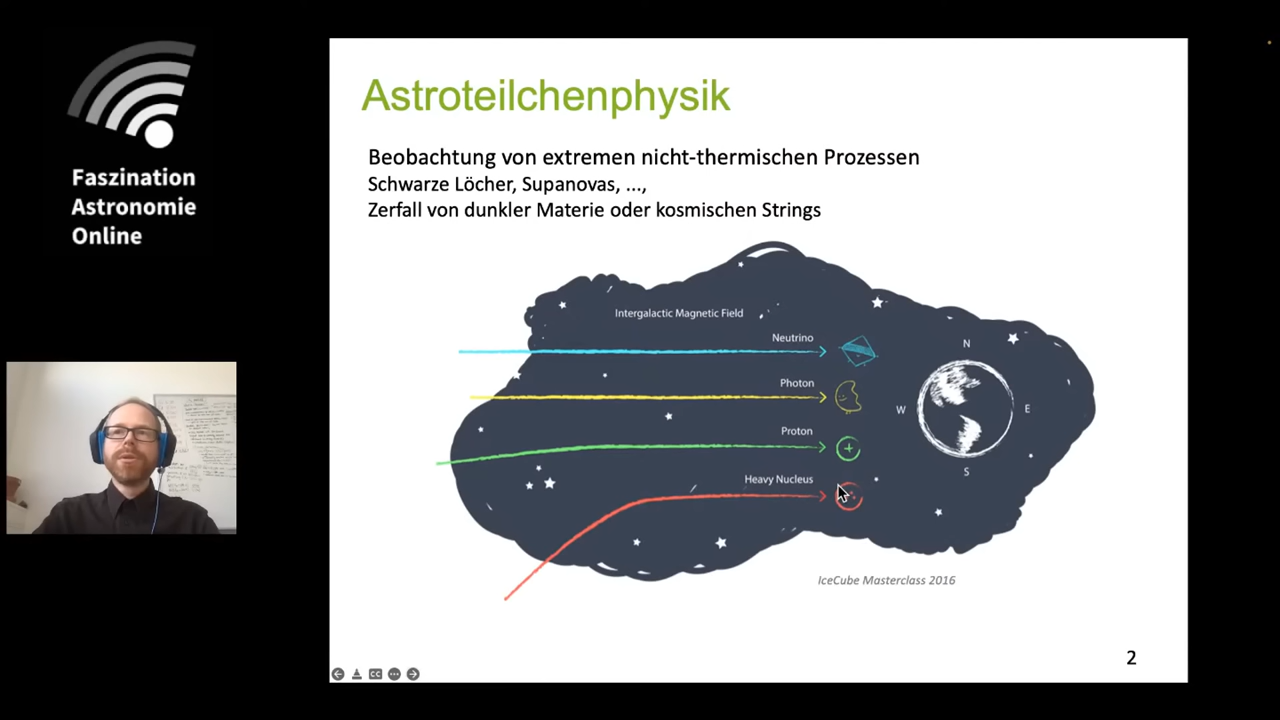 Faszination
Astronomie
Online
Astroteilchenphysik
Beobachtung von extremen nicht-thermischen Prozessen
Schwarze Löcher, Supanovas, ...,
Zerfall von dunkler Materie oder kosmischen Strings
Intergalactic Magnetic Field
Neutrino
Photon
Proton
Heavy Nucleus
N
W
E
S
IceCube Masterclass 2016
2
CC